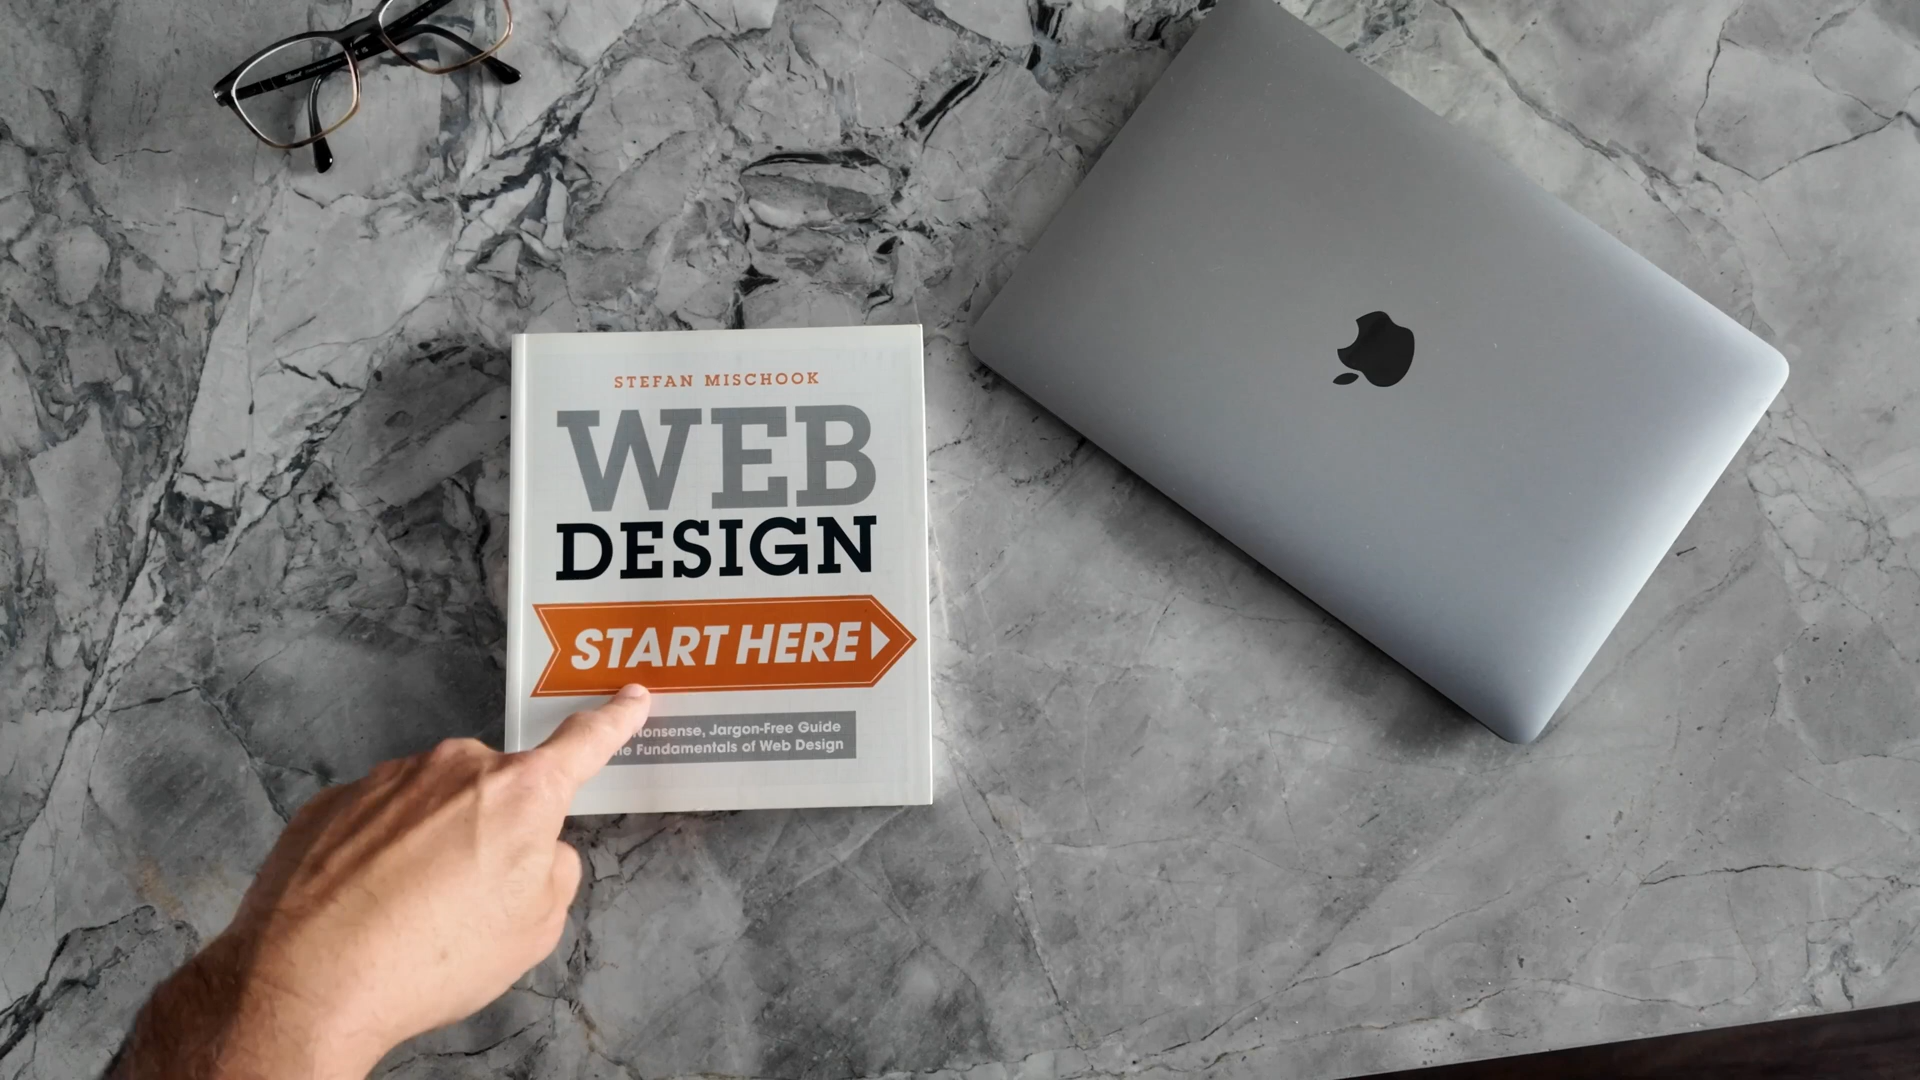 STEFAN MISCHOOK
WEB
DESIGN
START HERE
Nonsense, Jargon-Free Guide
Fundamentals of Web Design